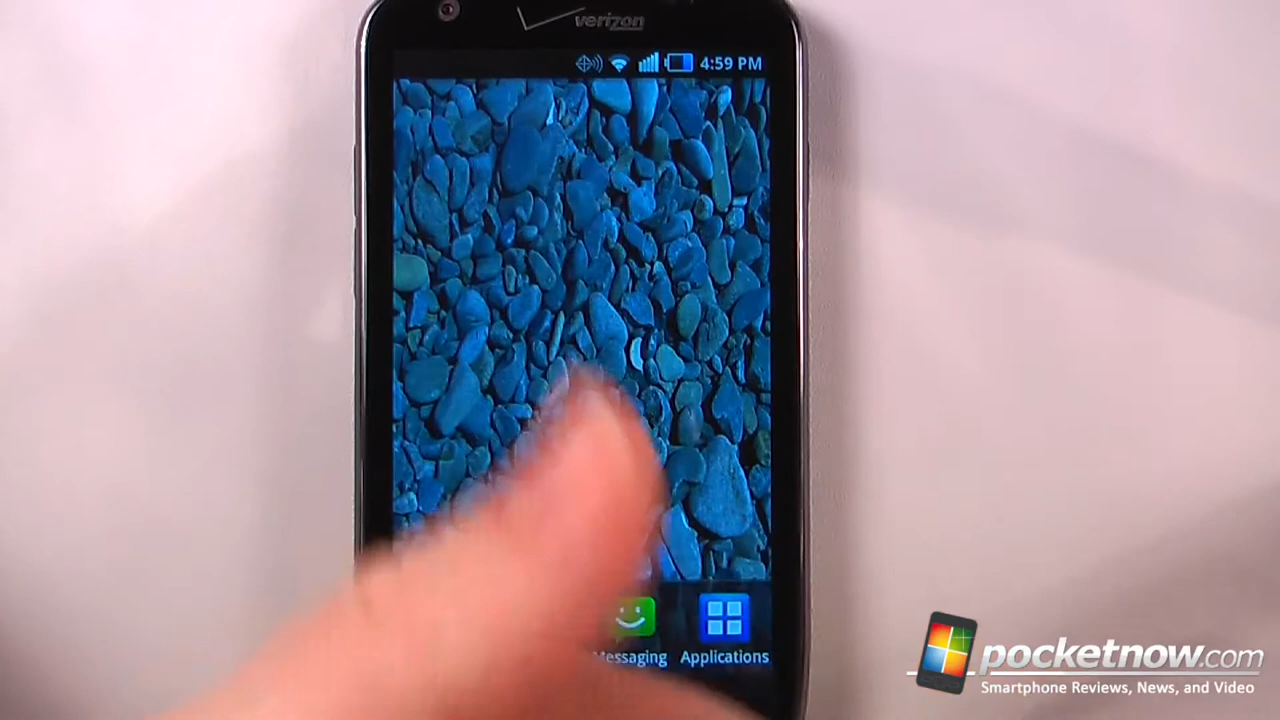 verizon
4:59 PM
Messaging
Applications
pocketnow.com
Smartphone Reviews, News, and Video